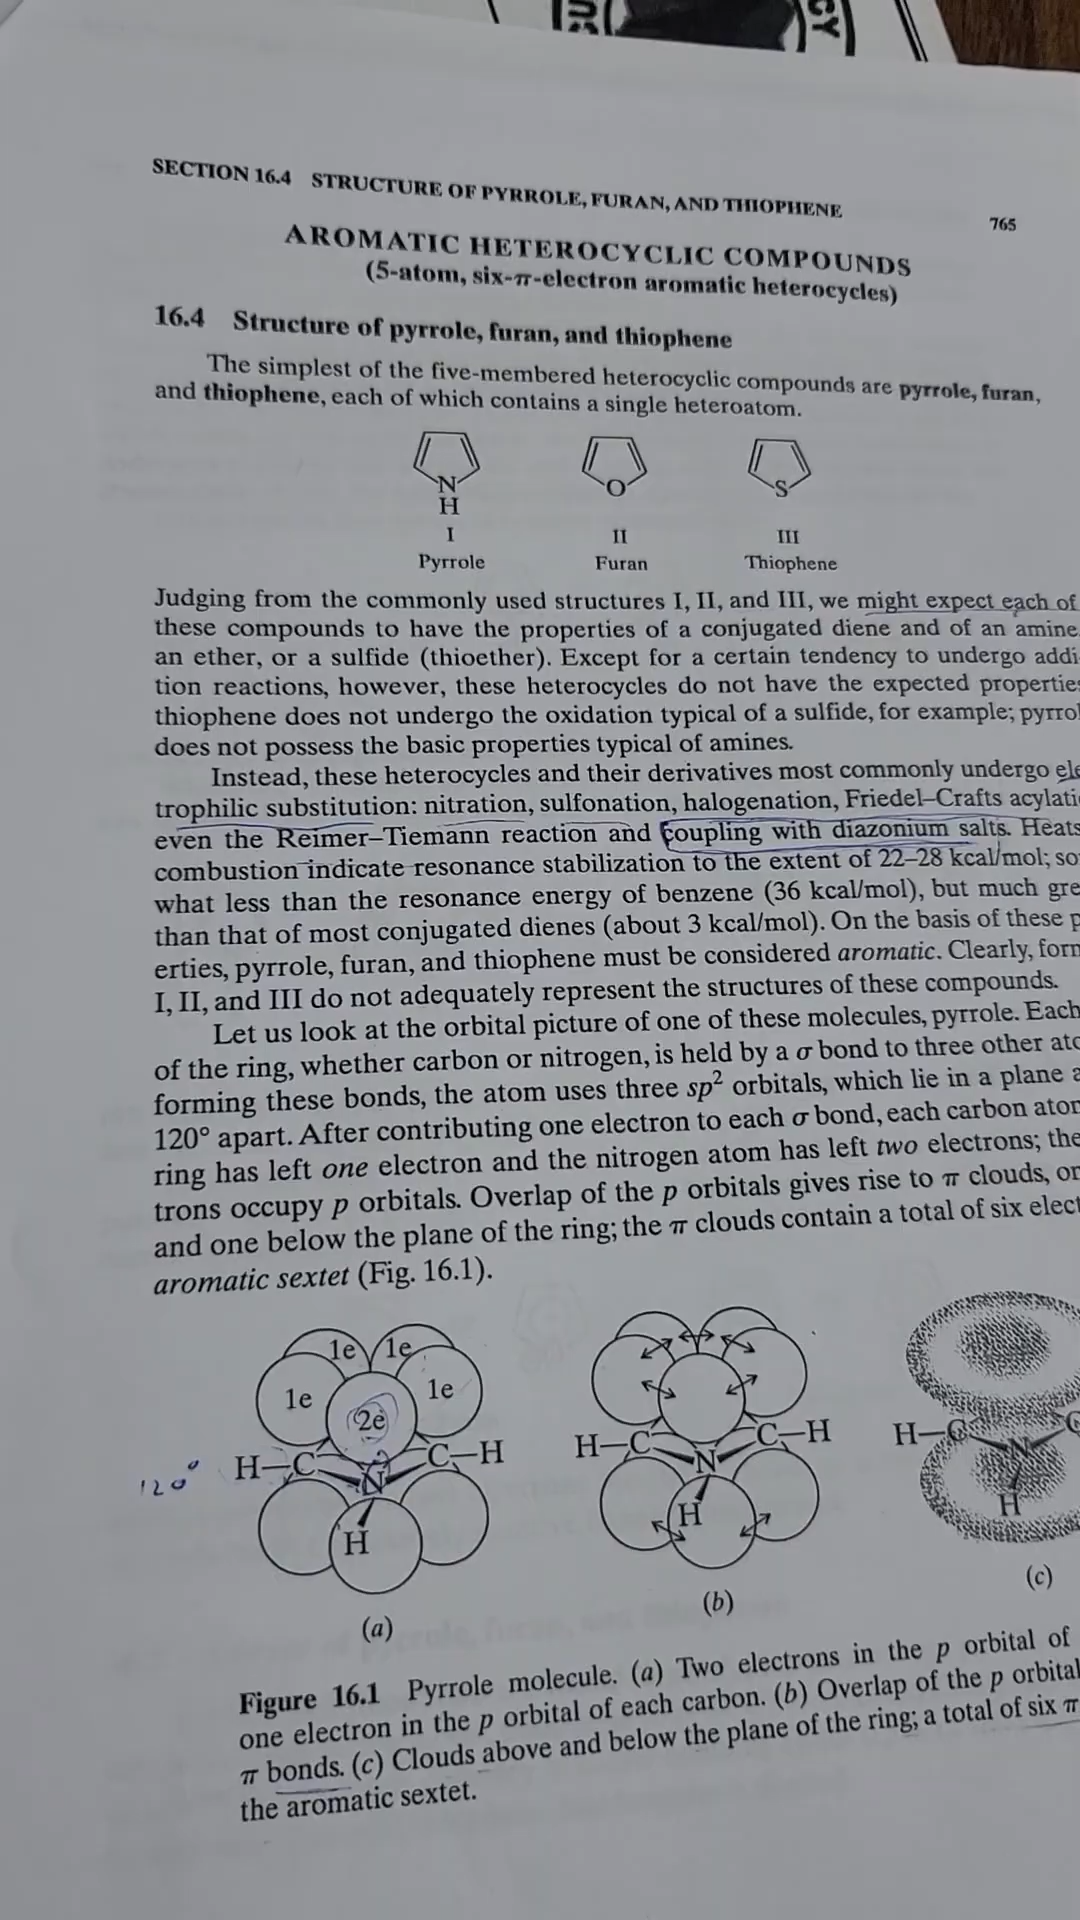 CY
SECTION 16.4 STRUCTURE OF PYRROLE, FURAN, AND THIOPHENE
765
AROMATIC HETEROCYCLIC COMPOUNDS
(5-atom, six-π-electron aromatic heterocycles)
16.4 Structure of pyrrole, furan, and thiophene
The simplest of the five-membered heterocyclic compounds are pyrrole, furan,
and thiophene, each of which contains a single heteroatom.
N O S
H
I II III
Pyrrole Furan Thiophene
Judging from the commonly used structures I, II, and III, we might expect each of
these compounds to have the properties of a conjugated diene and of an amine,
an ether, or a sulfide (thioether). Except for a certain tendency to undergo addi-
tion reactions, however, these heterocycles do not have the expected properties
thiophene does not undergo the oxidation typical of a sulfide, for example; pyrrol
does not possess the basic properties typical of amines.
Instead, these heterocycles and their derivatives most commonly undergo ele
trophilic substitution: nitration, sulfonation, halogenation, Friedel–Crafts acylati
even the Reimer–Tiemann reaction and coupling with diazonium salts. Heats
combustion indicate resonance stabilization to the extent of 22–28 kcal/mol; so
what less than the resonance energy of benzene (36 kcal/mol), but much gre
than that of most conjugated dienes (about 3 kcal/mol). On the basis of these p
erties, pyrrole, furan, and thiophene must be considered aromatic. Clearly, form
I, II, and III do not adequately represent the structures of these compounds.
Let us look at the orbital picture of one of these molecules, pyrrole. Each
of the ring, whether carbon or nitrogen, is held by a σ bond to three other ato
forming these bonds, the atom uses three sp² orbitals, which lie in a plane a
120° apart. After contributing one electron to each σ bond, each carbon atom
ring has left one electron and the nitrogen atom has left two electrons; the
trons occupy p orbitals. Overlap of the p orbitals gives rise to π clouds, on
and one below the plane of the ring; the π clouds contain a total of six elect
aromatic sextet (Fig. 16.1).
1e 1e
1e 1e
2e
120° H–C C–H H–C C–H H–C C
N N N
H H H
(a) (b) (c)
Figure 16.1 Pyrrole molecule. (a) Two electrons in the p orbital of
one electron in the p orbital of each carbon. (b) Overlap of the p orbital
π bonds. (c) Clouds above and below the plane of the ring; a total of six π
the aromatic sextet.